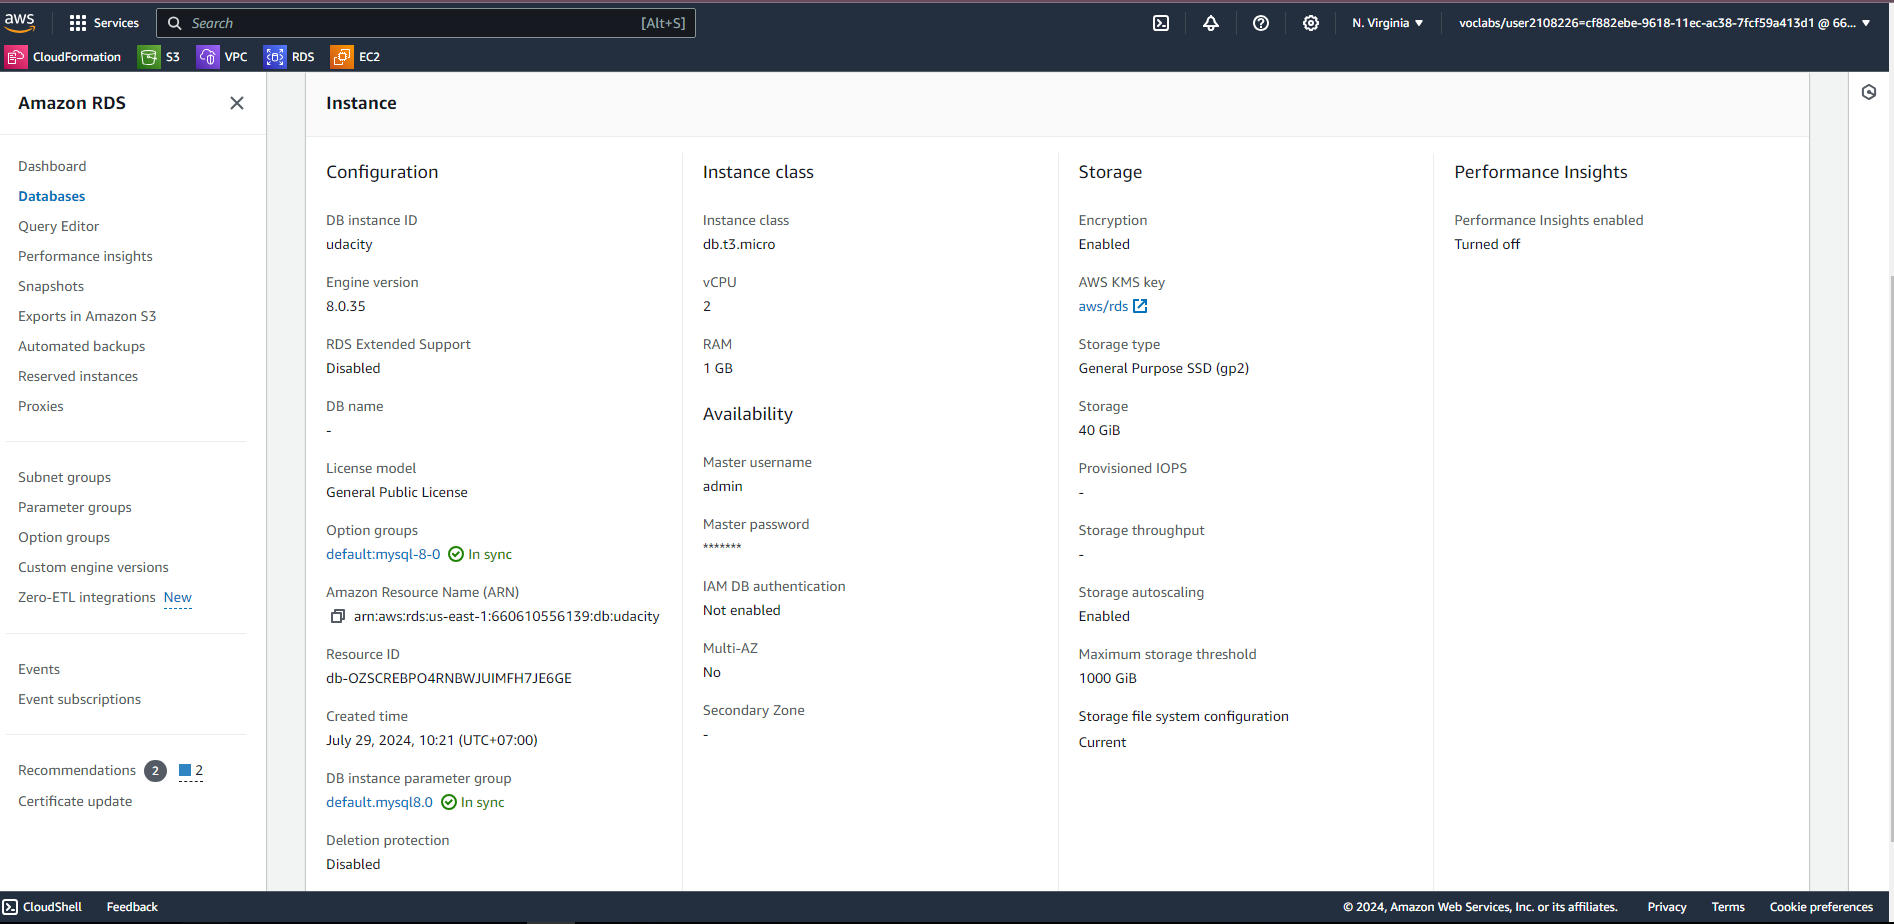 aws
Services
Search
[Alt+S]
N. Virginia
voclabs/user2108226=cf882ebe-9618-11ec-ac38-7fcf59a413d1 @ 66...
CloudFormation
S3
VPC
RDS
EC2
Amazon RDS
Dashboard
Databases
Query Editor
Performance insights
Snapshots
Exports in Amazon S3
Automated backups
Reserved instances
Proxies
Subnet groups
Parameter groups
Option groups
Custom engine versions
Zero-ETL integrations New
Events
Event subscriptions
Recommendations 2 2
Certificate update
Instance
Configuration
DB instance ID
udacity
Engine version
8.0.35
RDS Extended Support
Disabled
DB name
-
License model
General Public License
Option groups
default:mysql-8-0 In sync
Amazon Resource Name (ARN)
arn:aws:rds:us-east-1:660610556139:db:udacity
Resource ID
db-OZSCREBPO4RNBWJUIMFH7JE6GE
Created time
July 29, 2024, 10:21 (UTC+07:00)
DB instance parameter group
default.mysql8.0 In sync
Deletion protection
Disabled
Instance class
Instance class
db.t3.micro
vCPU
2
RAM
1 GB
Availability
Master username
admin
Master password
*******
IAM DB authentication
Not enabled
Multi-AZ
No
Secondary Zone
-
Storage
Encryption
Enabled
AWS KMS key
aws/rds
Storage type
General Purpose SSD (gp2)
Storage
40 GiB
Provisioned IOPS
-
Storage throughput
-
Storage autoscaling
Enabled
Maximum storage threshold
1000 GiB
Storage file system configuration
Current
Performance Insights
Performance Insights enabled
Turned off
CloudShell
Feedback
© 2024, Amazon Web Services, Inc. or its affiliates.
Privacy
Terms
Cookie preferences